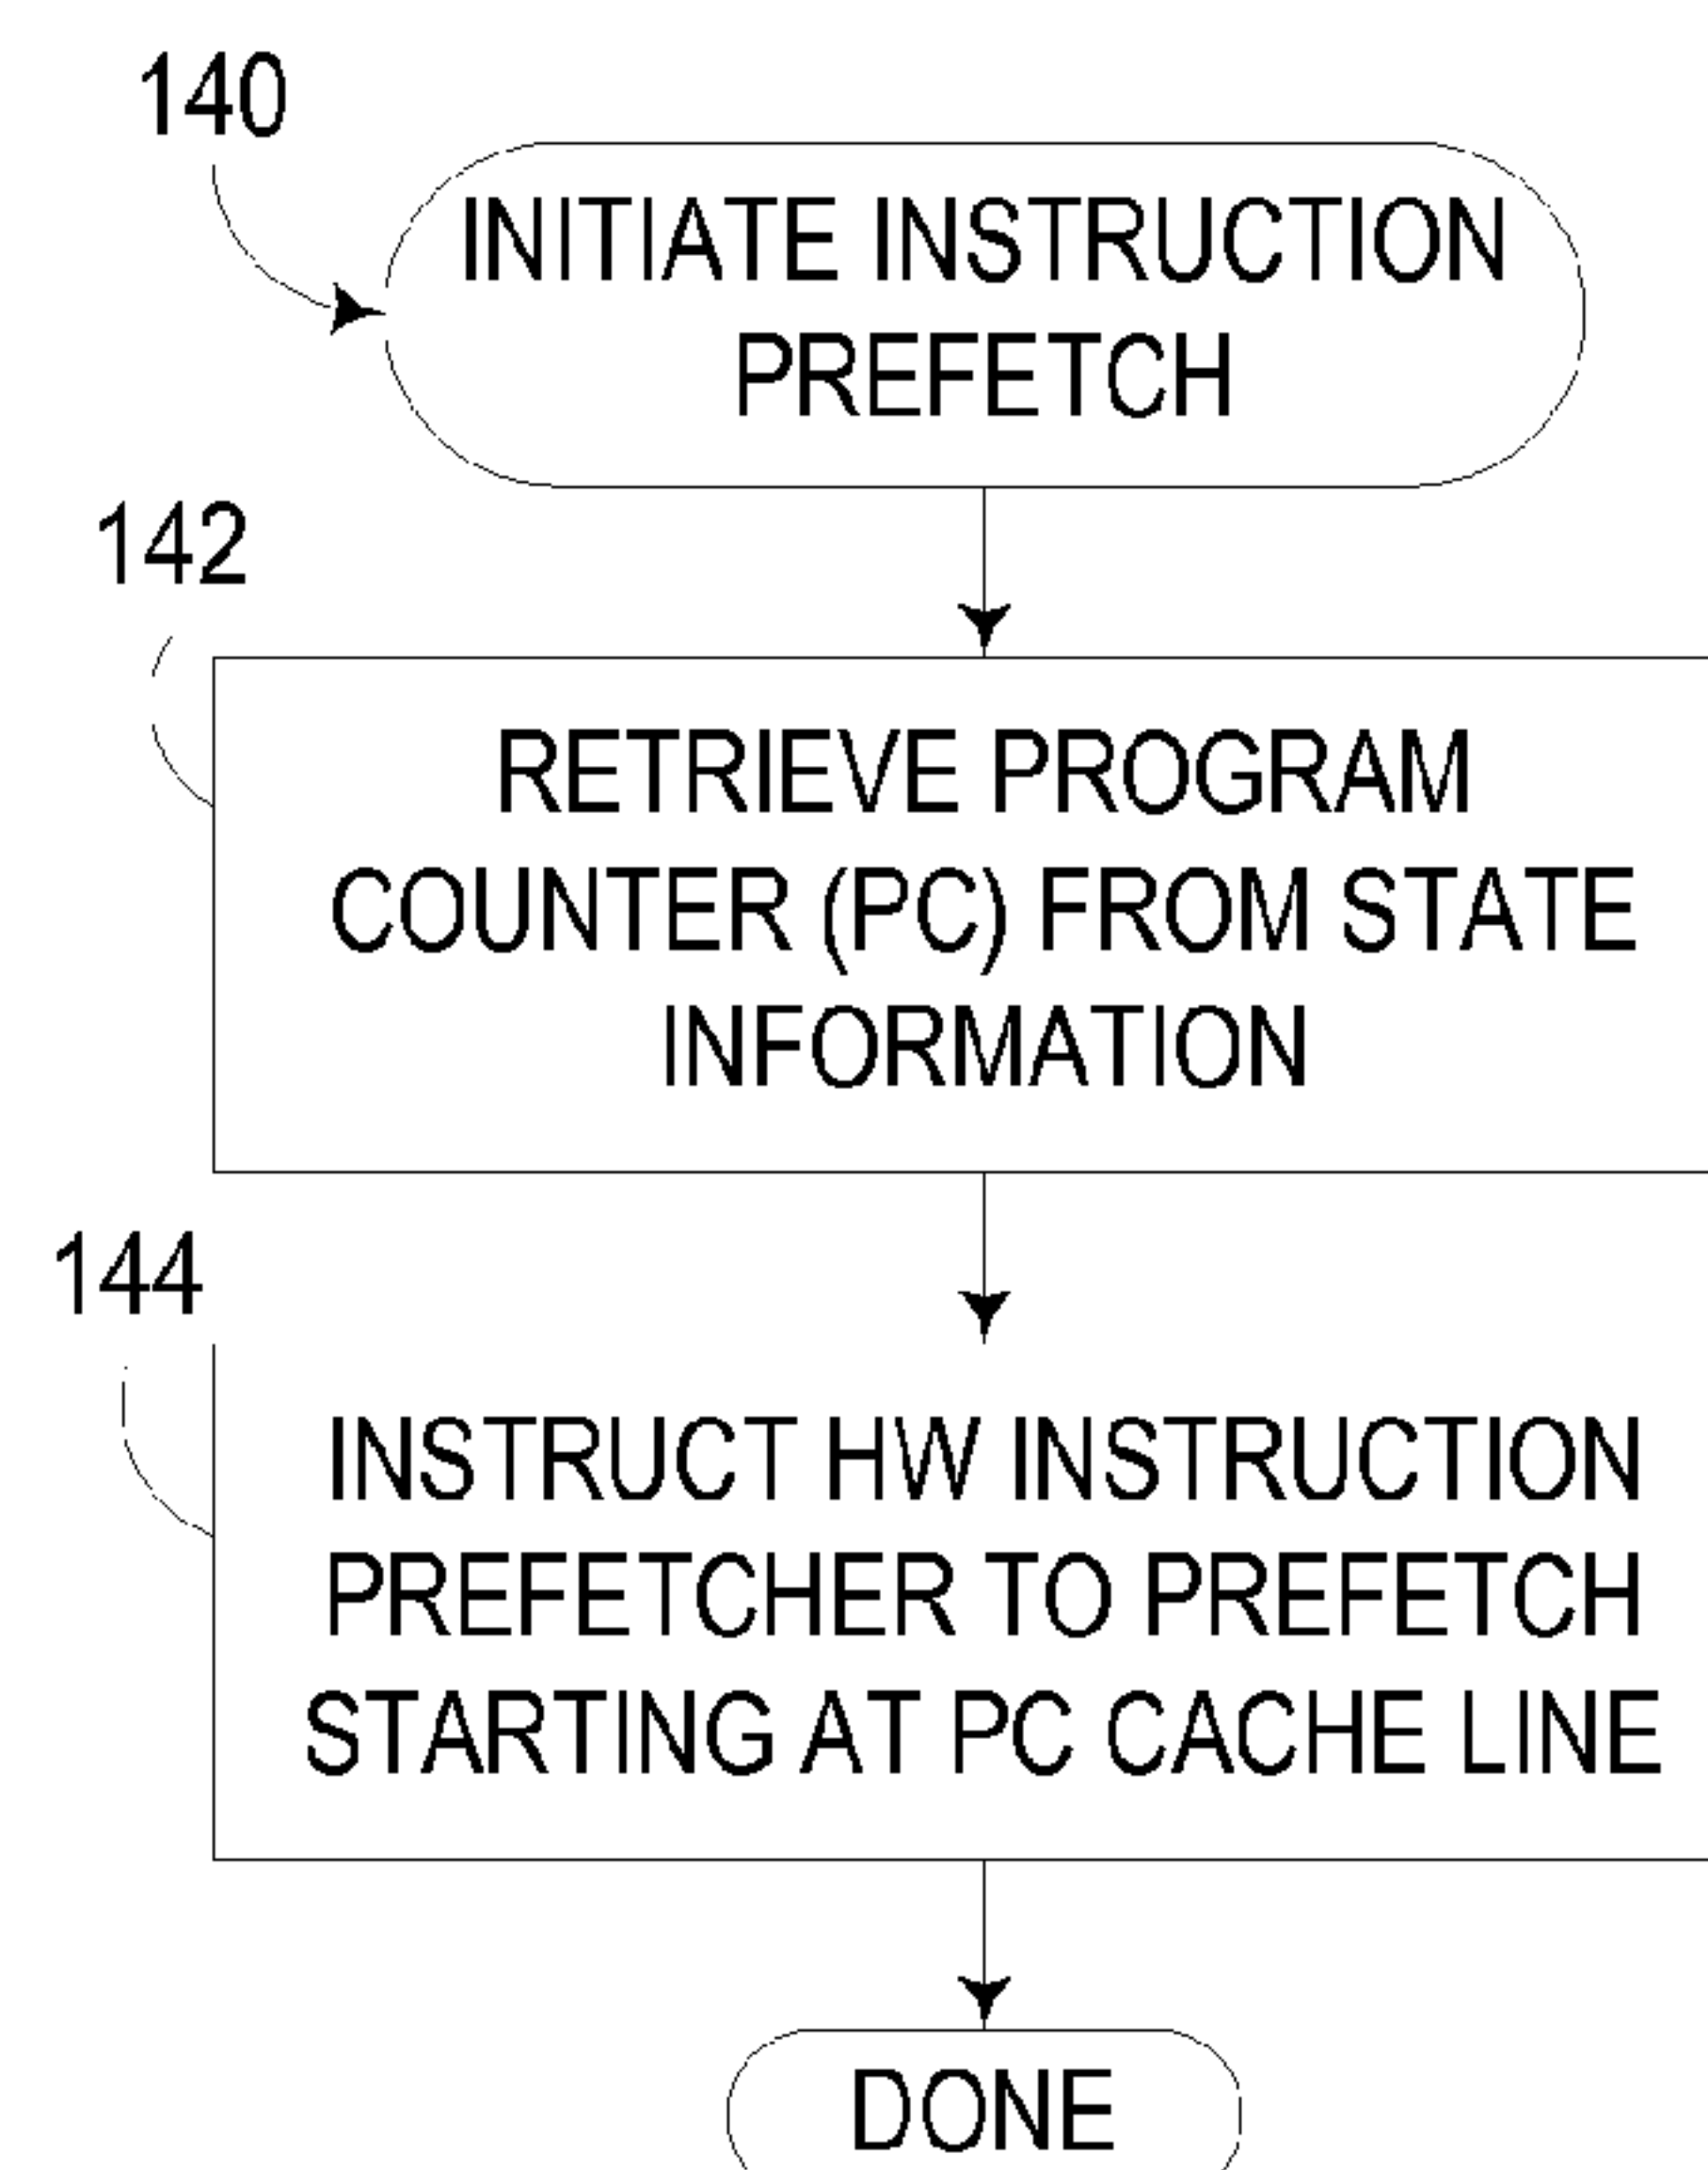 140
INITIATE INSTRUCTION
PREFETCH
142
RETRIEVE PROGRAM
COUNTER (PC) FROM STATE
INFORMATION
144
INSTRUCT HW INSTRUCTION
PREFETCHER TO PREFETCH
STARTING AT PC CACHE LINE
DONE